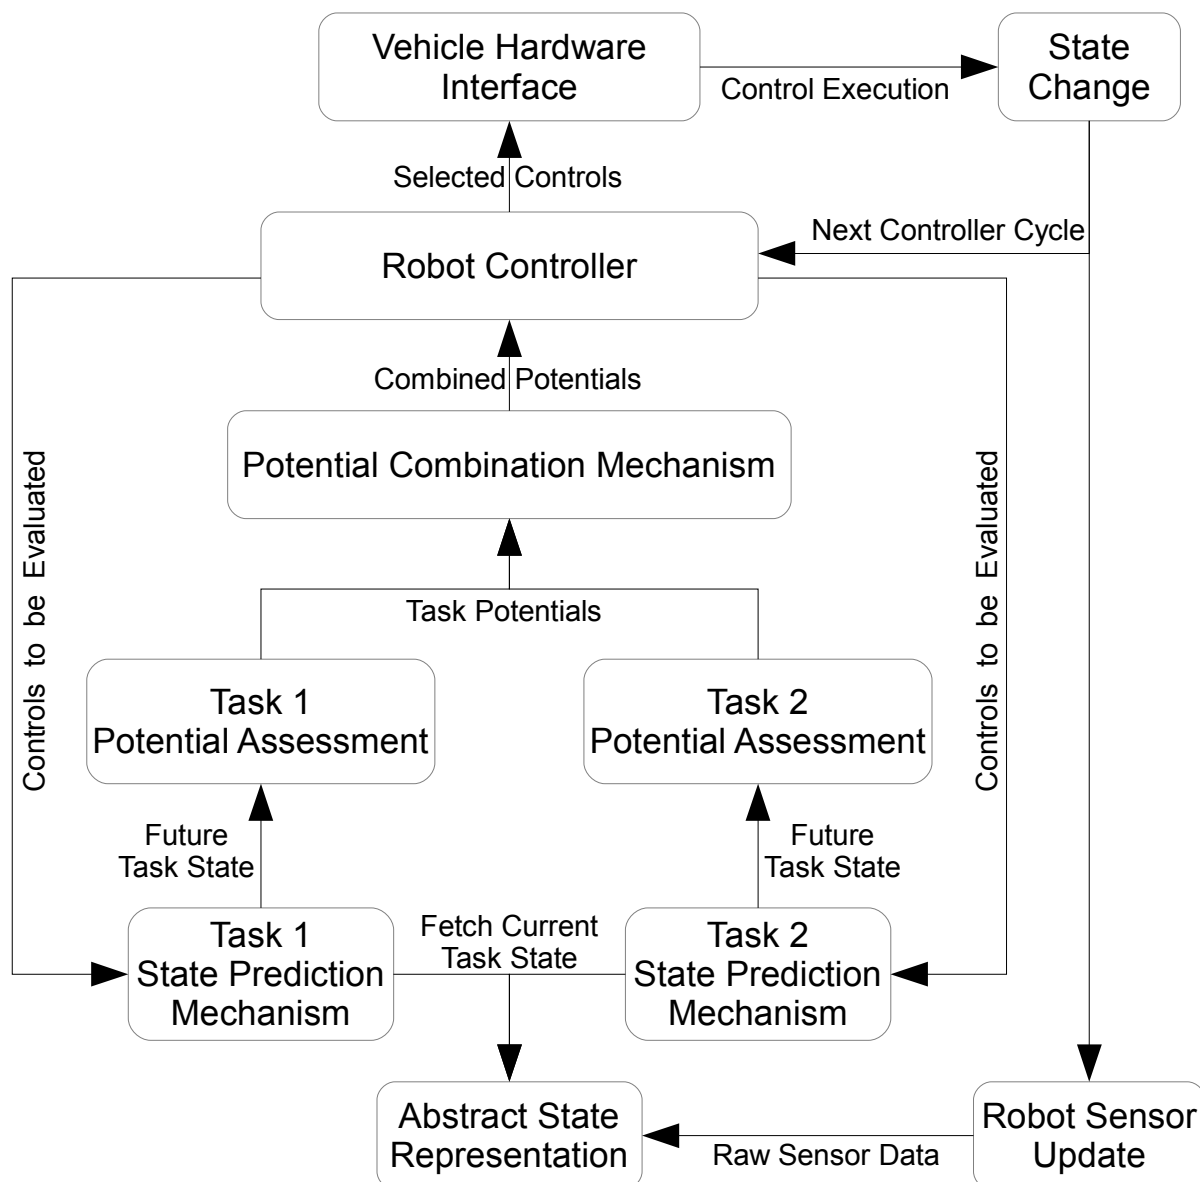 Vehicle Hardware
Interface
State
Change
Control Execution
Selected Controls
Next Controller Cycle
Robot Controller
Combined Potentials
Potential Combination Mechanism
Controls to be Evaluated
Controls to be Evaluated
Task Potentials
Task 1
Potential Assessment
Task 2
Potential Assessment
Future
Task State
Future
Task State
Task 1
State Prediction
Mechanism
Fetch Current
Task State
Task 2
State Prediction
Mechanism
Abstract State
Representation
Raw Sensor Data
Robot Sensor
Update